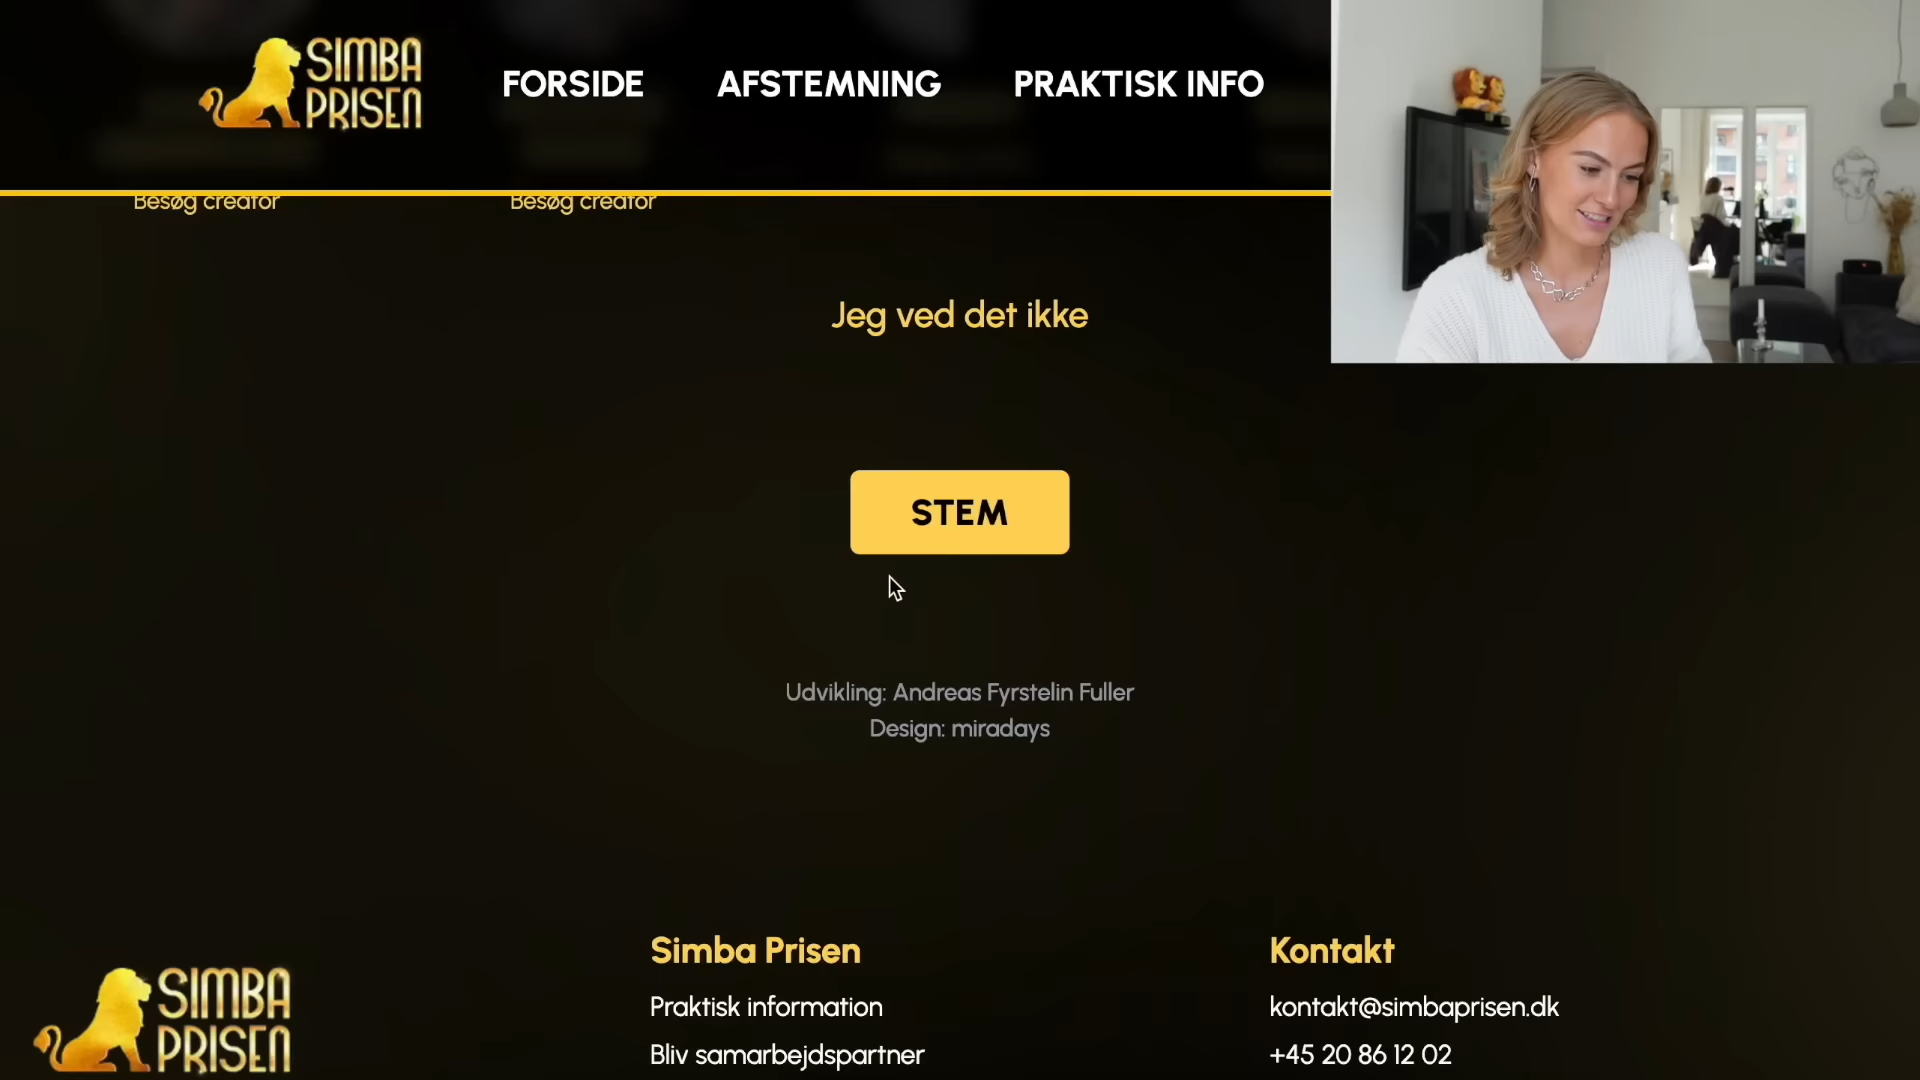 SIMBA
PRISEN
FORSIDE
AFSTEMNING
PRAKTISK INFO
Besøg creator
Besøg creator
Jeg ved det ikke
STEM
Udvikling: Andreas Fyrstelin Fuller
Design: miradays
SIMBA
PRISEN
Simba Prisen
Praktisk information
Bliv samarbejdspartner
Kontakt
kontakt@simbaprisen.dk
+45 20 86 12 02